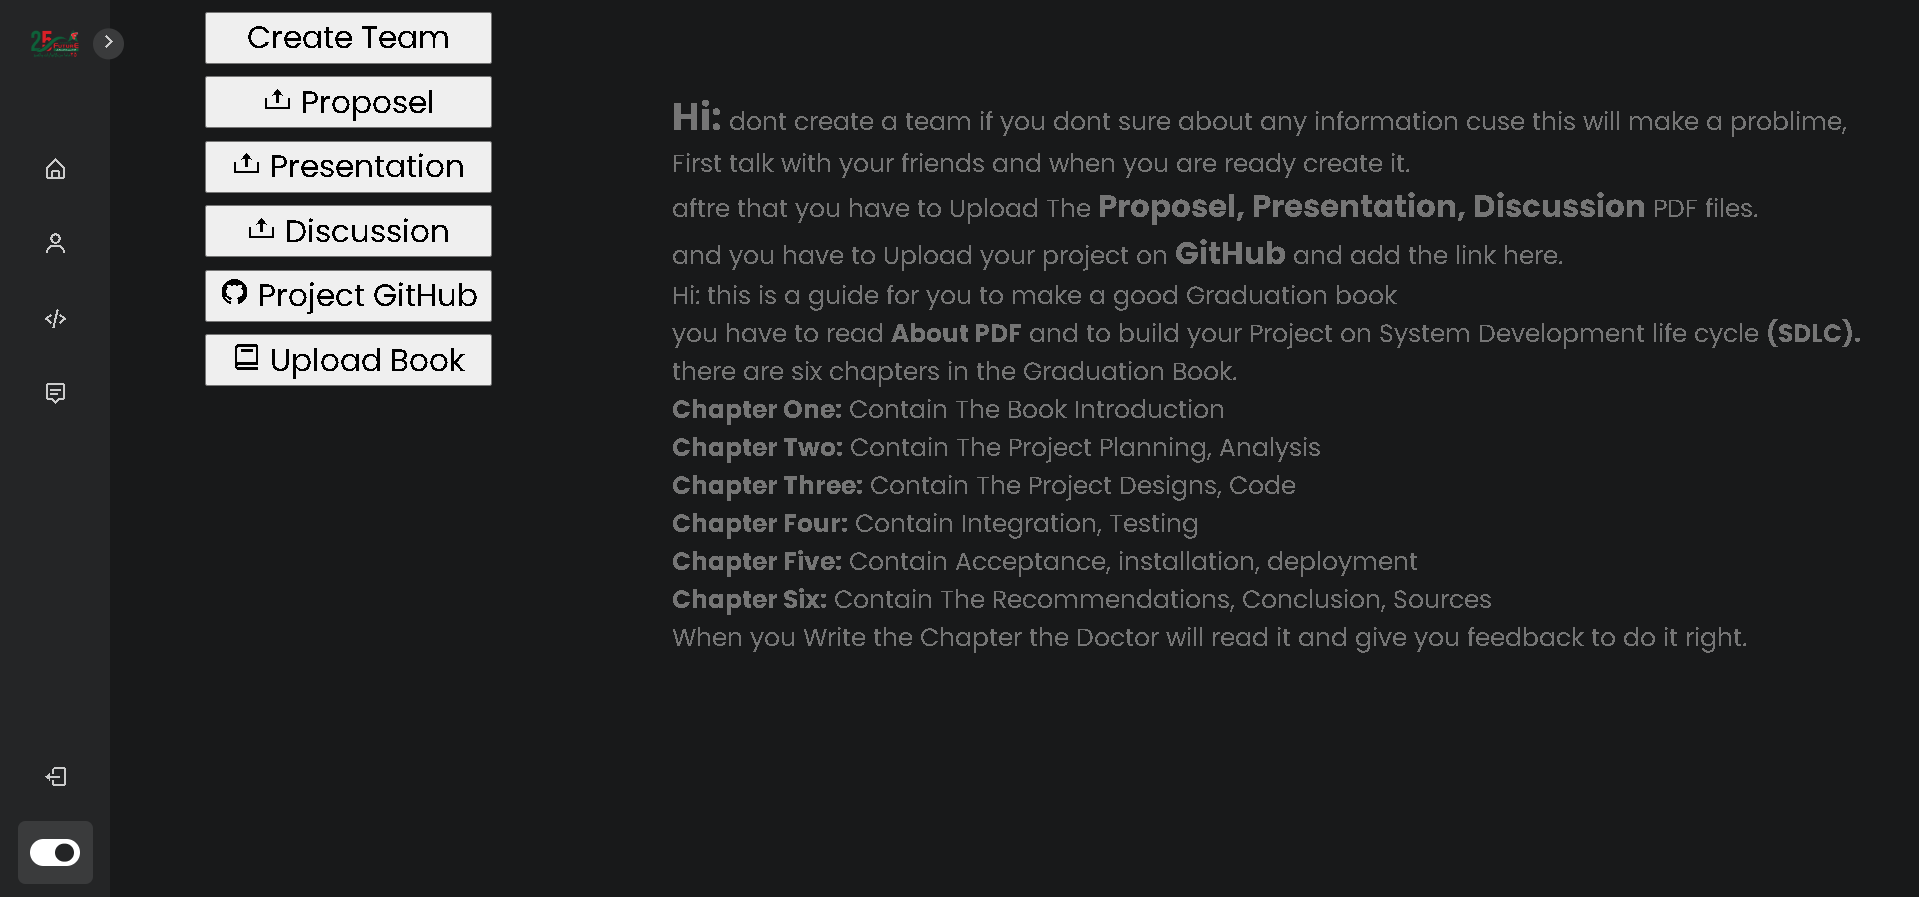 Create Team
Proposel
Presentation
Discussion
Project GitHub
Upload Book
Hi: dont create a team if you dont sure about any information cuse this will make a problime,
First talk with your friends and when you are ready create it.
aftre that you have to Upload The Proposel, Presentation, Discussion PDF files.
and you have to Upload your project on GitHub and add the link here.
Hi: this is a guide for you to make a good Graduation book
you have to read About PDF and to build your Project on System Development life cycle (SDLC).
there are six chapters in the Graduation Book.
Chapter One: Contain The Book Introduction
Chapter Two: Contain The Project Planning, Analysis
Chapter Three: Contain The Project Designs, Code
Chapter Four: Contain Integration, Testing
Chapter Five: Contain Acceptance, installation, deployment
Chapter Six: Contain The Recommendations, Conclusion, Sources
When you Write the Chapter the Doctor will read it and give you feedback to do it right.